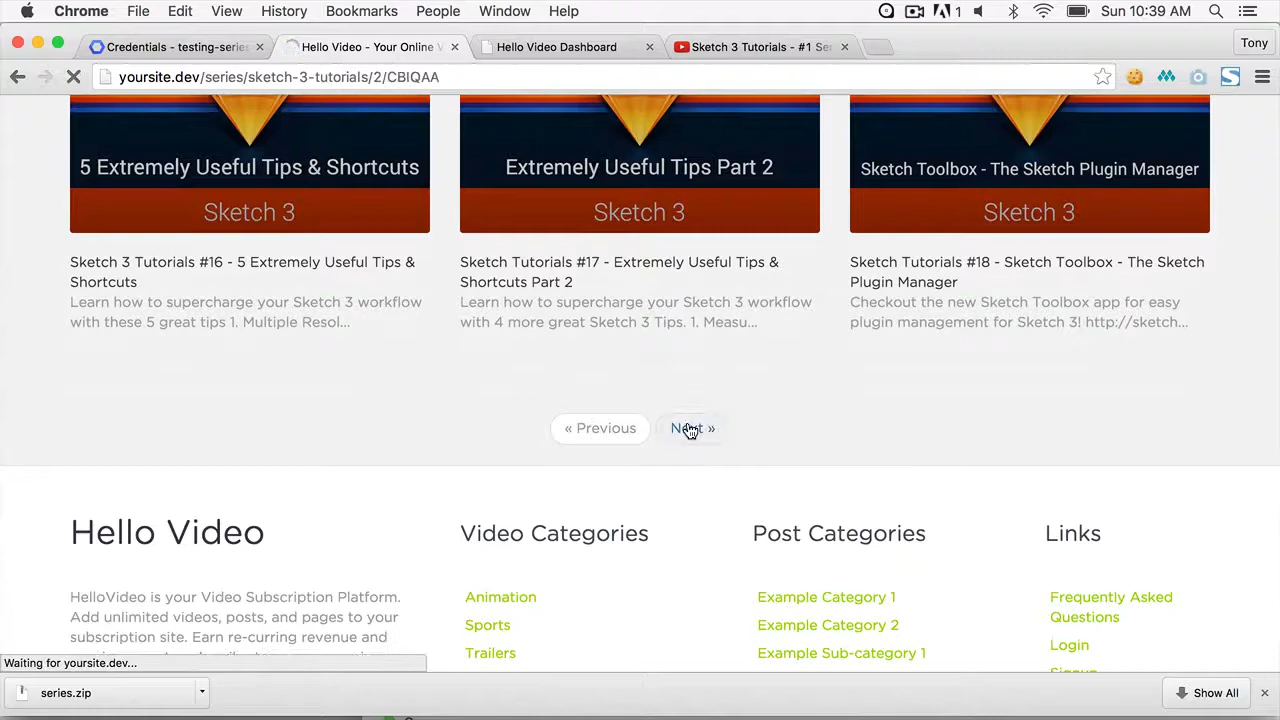 Chrome File Edit View History Bookmarks People Window Help 1 Sun 10:39 AM
Credentials - testing-serie Hello Video - Your Online V Hello Video Dashboard Sketch 3 Tutorials - #1 Se Tony
yoursite.dev/series/sketch-3-tutorials/2/CBIQAA
5 Extremely Useful Tips & Shortcuts
Sketch 3
Sketch 3 Tutorials #16 - 5 Extremely Useful Tips &
Shortcuts
Learn how to supercharge your Sketch 3 workflow
with these 5 great tips 1. Multiple Resol...
Extremely Useful Tips Part 2
Sketch 3
Sketch Tutorials #17 - Extremely Useful Tips &
Shortcuts Part 2
Learn how to supercharge your Sketch 3 workflow
with 4 more great Sketch 3 Tips. 1. Measu...
Sketch Toolbox - The Sketch Plugin Manager
Sketch 3
Sketch Tutorials #18 - Sketch Toolbox - The Sketch
Plugin Manager
Checkout the new Sketch Toolbox app for easy
plugin management for Sketch 3! http://sketch...
« Previous Next »
Hello Video
HelloVideo is your Video Subscription Platform.
Add unlimited videos, posts, and pages to your
subscription site. Earn re-curring revenue and
Video Categories
Animation
Sports
Trailers
Post Categories
Example Category 1
Example Category 2
Example Sub-category 1
Links
Frequently Asked
Questions
Login
Waiting for yoursite.dev...
series.zip Show All